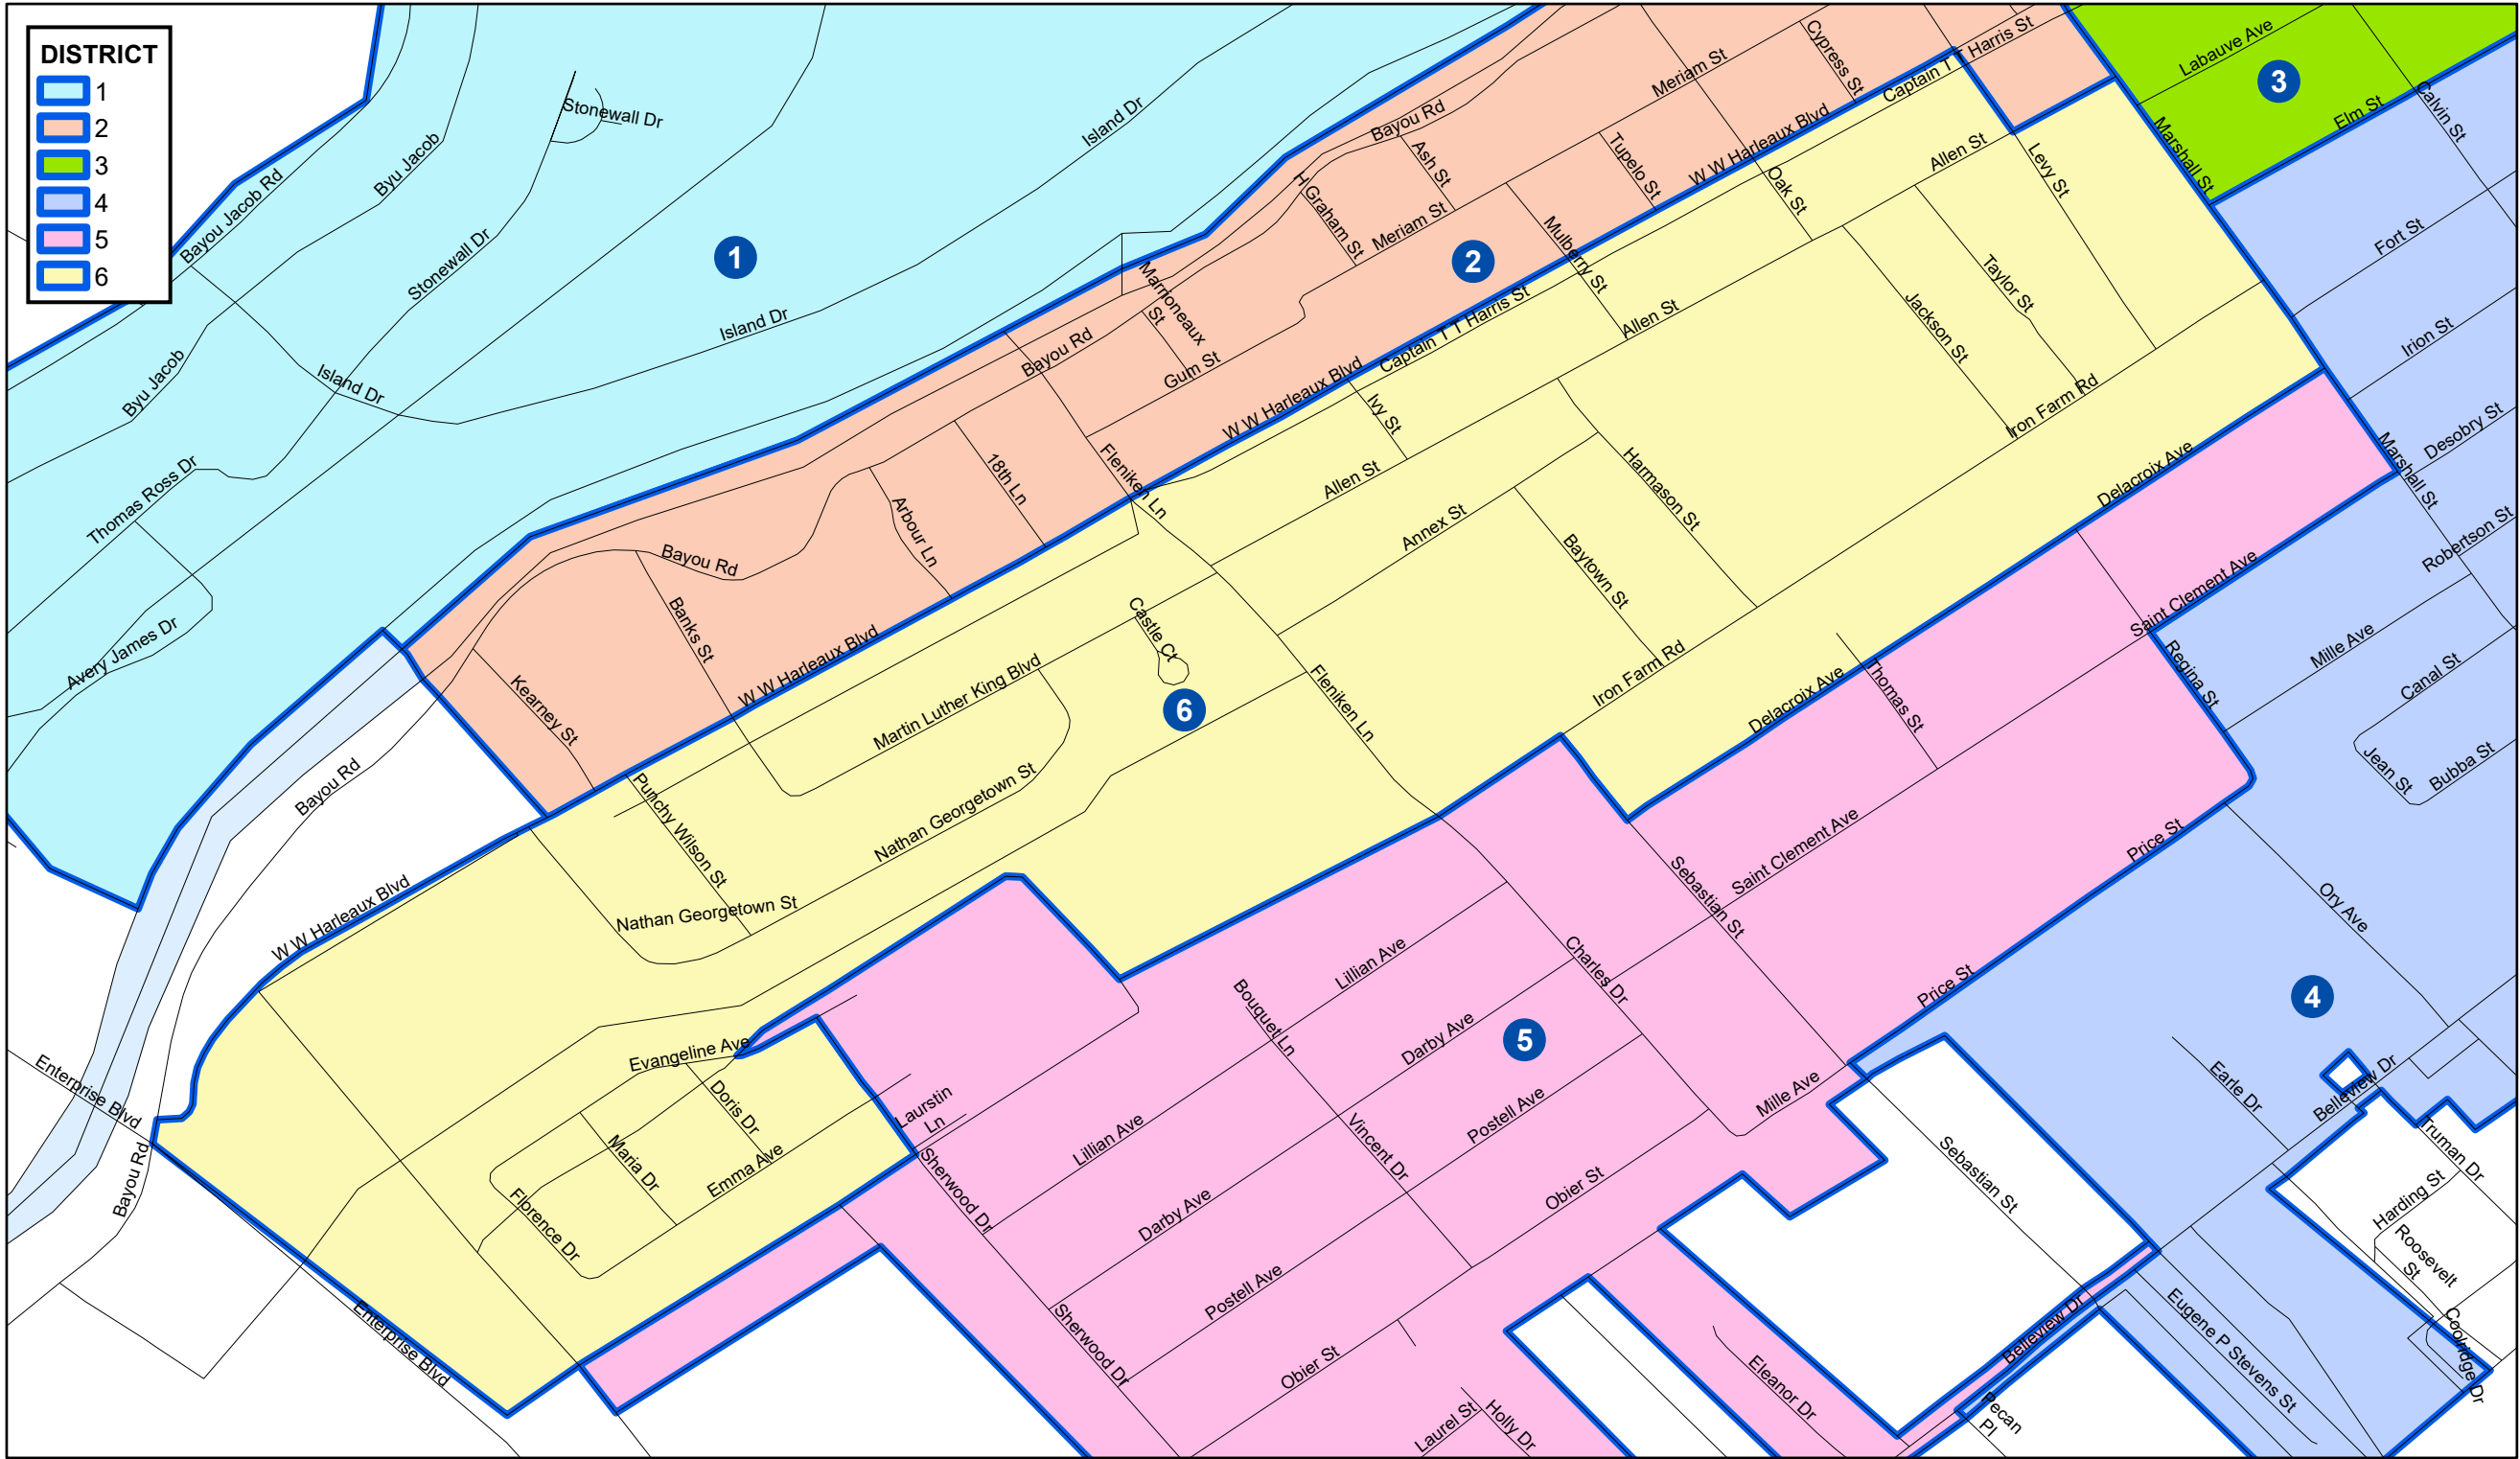 DISTRICT
1
2
3
4
5
6
Stonewall Dr
Byu Jacob
Bayou Jacob Rd
Stonewall Dr
Byu Jacob
Island Dr
Thomas Ross Dr
Avery James Dr
1
Island Dr
Island Dr
Bayou Rd
H Graham St
Ash St
Meriam St
Meriam St
Cypress St
Tupelo St
W W Harleaux Blvd
Captain T T Harris St
2
Mulberry St
Oak St
Allen St
Levy St
Labauve Ave
3
Elm St
Calvin St
Marshall St
Fort St
Irion St
Desobry St
Marshall St
Robertson St
Marrioneaux
St
Gum St
Bayou Rd
W W Harleaux Blvd
Captain T T Harris St
Allen St
Jackson St
Taylor St
Iron Farm Rd
Delacroix Ave
Ivy St
Fleniken Ln
18th Ln
Arbour Ln
Bayou Rd
Banks St
Kearney St
W W Harleaux Blvd
Allen St
Annex St
Harmason St
Baytown St
Castle Ct
Martin Luther King Blvd
6
Fleniken Ln
Iron Farm Rd
Delacroix Ave
Thomas St
Saint Clement Ave
Regina St
Mille Ave
Canal St
Jean St
Bubba St
Bayou Rd
Punchy Wilson St
Nathan Georgetown St
Nathan Georgetown St
W W Harleaux Blvd
Saint Clement Ave
Price St
Sebastian St
Ory Ave
Price St
4
Lillian Ave
Charles Dr
Bouquet Ln
Darby Ave
5
Evangeline Ave
Enterprise Blvd
Doris Dr
Laurstin
Ln
Lillian Ave
Vincent Dr
Postell Ave
Mille Ave
Earle Dr
Belleview Dr
Truman Dr
Bayou Rd
Maria Dr
Emma Ave
Florence Dr
Sherwood Dr
Darby Ave
Obier St
Sebastian St
Harding St
Roosevelt
St
Postell Ave
Enterprise Blvd
Sherwood Dr
Obier St
Belleview Dr
Eugene P Stevens St
Coolridge Dr
Eleanor Dr
Laurel St
Holly Dr
Pecan
Pl